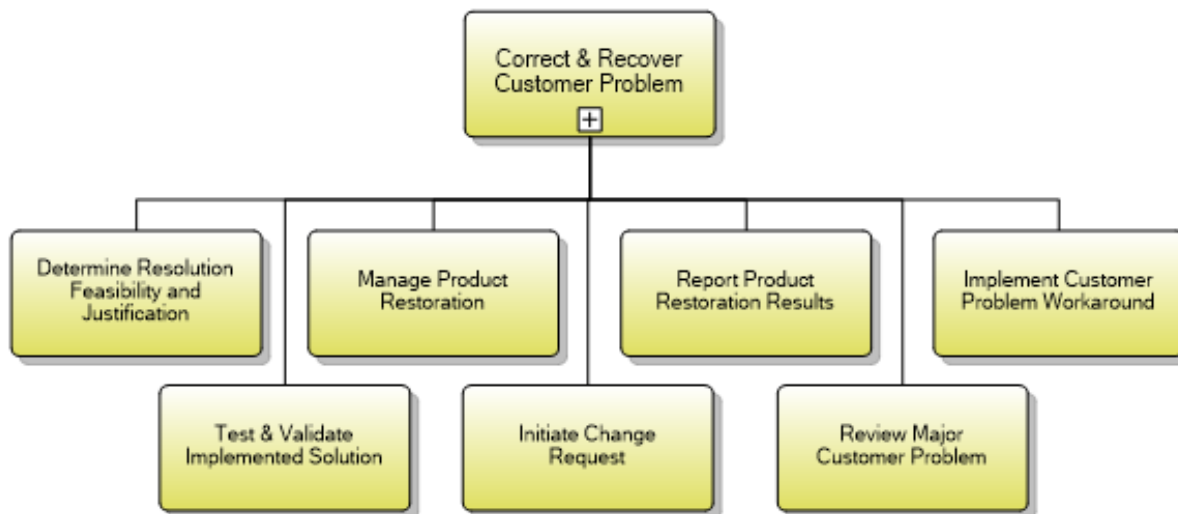 Correct & Recover
Customer Problem
Determine Resolution
Feasibility and
Justification
Manage Product
Restoration
Report Product
Restoration Results
Implement Customer
Problem Workaround
Test & Validate
Implemented Solution
Initiate Change
Request
Review Major
Customer Problem